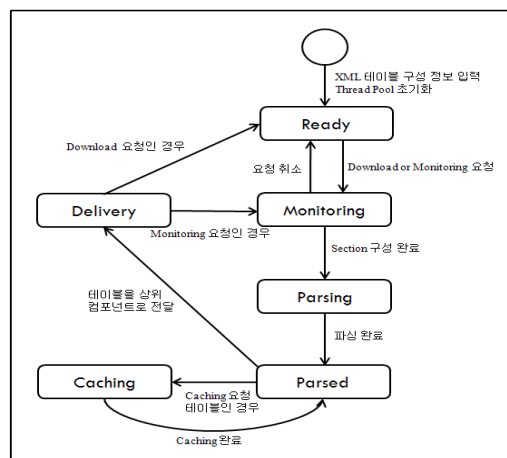 XML 테이블 구성 정보 입력
Thread Pool 초기화
Ready
Download 요청인 경우
요청 취소
Download or Monitoring 요청
Delivery
Monitoring
Monitoring 요청인 경우
Section 구성 완료
Parsing
테이블을 상위
컴포넌트로 전달
파싱 완료
Caching
Parsed
Caching 요청
테이블인 경우
Caching 완료